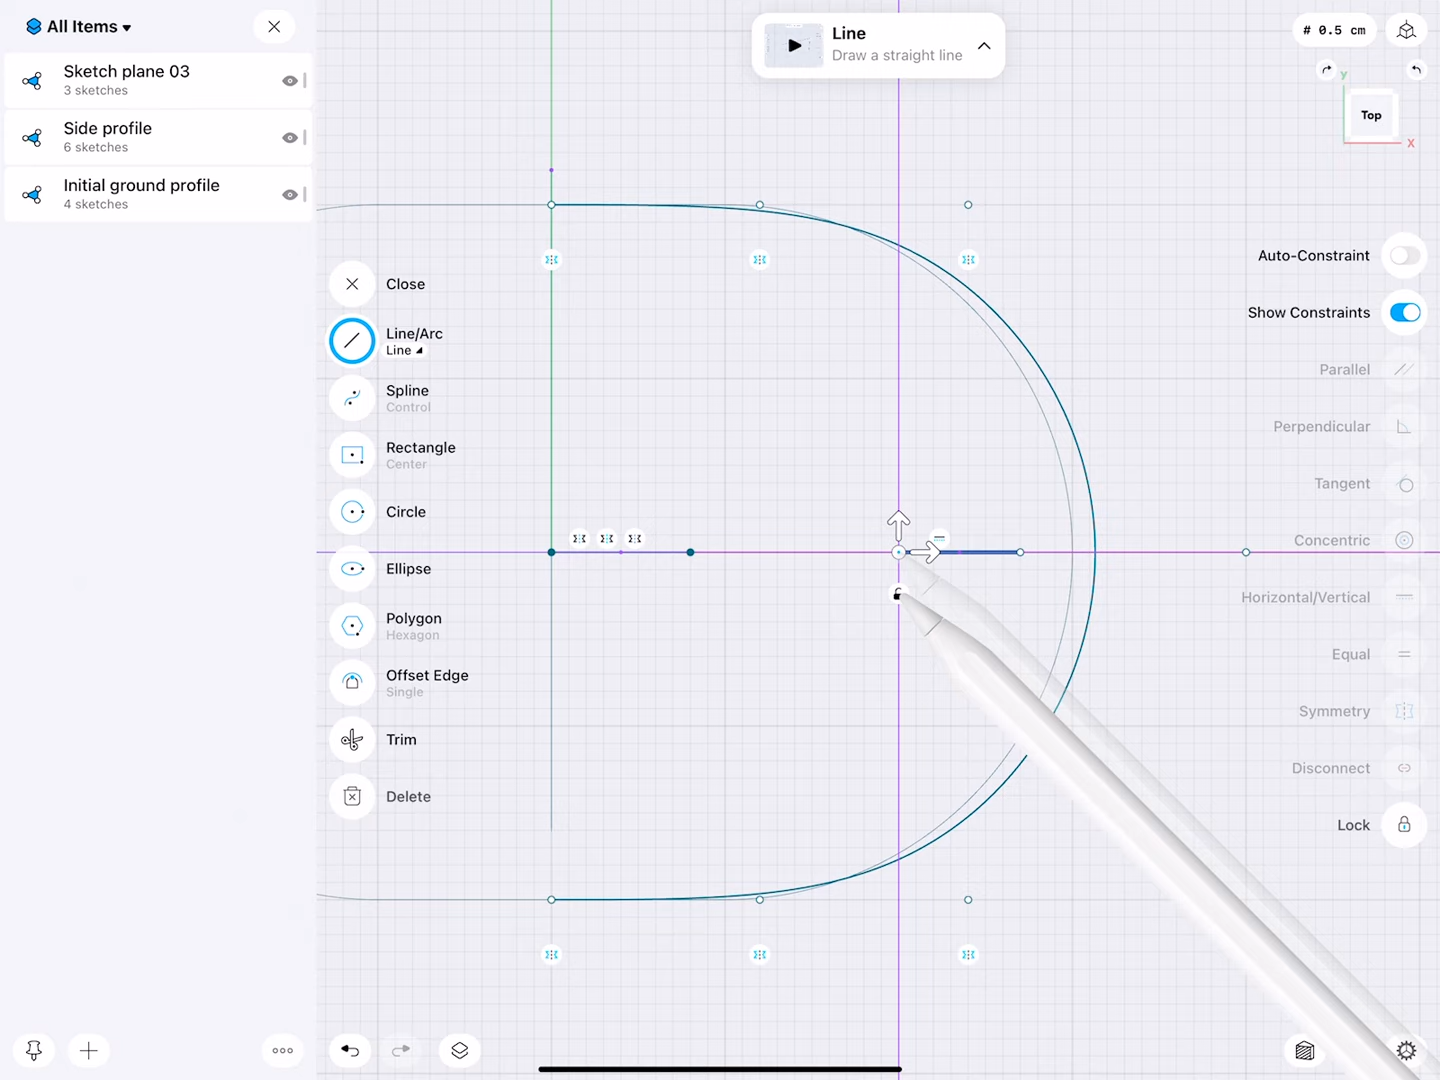 All Items
Sketch plane 03
3 sketches
Side profile
6 sketches
Initial ground profile
4 sketches
Line
Draw a straight line
# 0.5 cm
y
Top
X
Close
Line/Arc
Line
Spline
Control
Rectangle
Center
Circle
Ellipse
Polygon
Hexagon
Offset Edge
Single
Trim
Delete
Auto-Constraint
Show Constraints
Parallel
Perpendicular
Tangent
Concentric
Horizontal/Vertical
Equal
Symmetry
Disconnect
Lock